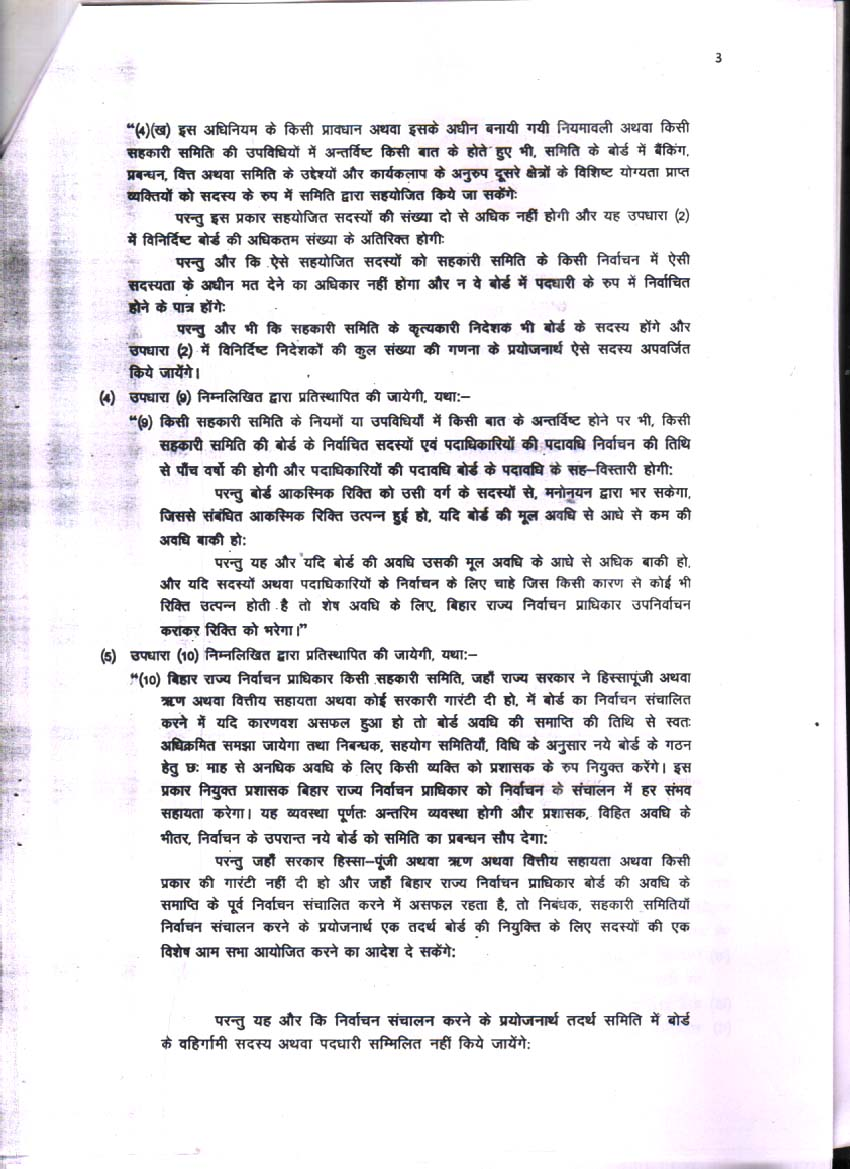 3
“(4)(ख) इस अधिनियम के किसी प्रावधान अथवा इसके अधीन बनायी गयी नियमावली अथवा किसी
सहकारी समिति की उपविधियों में अन्तर्विष्ट किसी बात के होते हुए भी, समिति के बोर्ड में बैंकिंग,
प्रबन्धन, वित्त अथवा समिति के उद्देश्यों और कार्यकलाप के अनुरुप दूसरे क्षेत्रों के विशिष्ट योग्यता प्राप्त
व्यक्तियों को सदस्य के रुप में समिति द्वारा सहयोजित किये जा सकेंगेः
परन्तु इस प्रकार सहयोजित सदस्यों की संख्या दो से अधिक नहीं होगी और यह उपधारा (2)
में विनिर्दिष्ट बोर्ड की अधिकतम संख्या के अतिरिक्त होगीः
परन्तु और कि ऐसे सहयोजित सदस्यों को सहकारी समिति के किसी निर्वाचन में ऐसी
सदस्यता के अधीन मत देने का अधिकार नहीं होगा और न वे बोर्ड में पदधारी के रुप में निर्वाचित
होने के पात्र होंगेः
परन्तु और भी कि सहकारी समिति के कृत्यकारी निदेशक भी बोर्ड के सदस्य होंगे और
उपधारा (2) में विनिर्दिष्ट निदेशकों की कुल संख्या की गणना के प्रयोजनार्थ ऐसे सदस्य अपवर्जित
किये जायेंगे।
(4) उपधारा (9) निम्नलिखित द्वारा प्रतिस्थापित की जायेगी, यथा:–
“(9) किसी सहकारी समिति के नियमों या उपविधियों में किसी बात के अन्तर्विष्ट होने पर भी, किसी
सहकारी समिति की बोर्ड के निर्वाचित सदस्यों एवं पदाधिकारियों की पदावधि निर्वाचन की तिथि
से पाँच वर्षो की होगी और पदाधिकारियों की पदावधि बोर्ड के पदावधि के सह–विस्तारी होगी:
परन्तु बोर्ड आकस्मिक रिक्ति को उसी वर्ग के सदस्यों से, मनोनयन द्वारा भर सकेगा,
जिससे संबंधित आकस्मिक रिक्ति उत्पन्न हुई हो, यदि बोर्ड की मूल अवधि से आधे से कम की
अवधि बाकी हो:
परन्तु यह और यदि बोर्ड की अवधि उसकी मूल अवधि के आधे से अधिक बाकी हो,
और यदि सदस्यों अथवा पदाधिकारियों के निर्वाचन के लिए चाहे जिस किसी कारण से कोई भी
रिक्ति उत्पन्न होती है तो शेष अवधि के लिए, बिहार राज्य निर्वाचन प्राधिकार उपनिर्वाचन
कराकर रिक्ति को भरेगा।”
(5) उपधारा (10) निम्नलिखित द्वारा प्रतिस्थापित की जायेगी, यथा:–
“(10) बिहार राज्य निर्वाचन प्राधिकार किसी सहकारी समिति, जहाँ राज्य सरकार ने हिस्सापूंजी अथवा
ऋण अथवा वित्तीय सहायता अथवा कोई सरकारी गारंटी दी हो, में बोर्ड का निर्वाचन संचालित
करने में यदि कारणवश असफल हुआ हो तो बोर्ड अवधि की समाप्ति की तिथि से स्वतः
अधिक्रमित समझा जायेगा तथा निबन्धक, सहयोग समितियाँ, विधि के अनुसार नये बोर्ड के गठन
हेतु छः माह से अनधिक अवधि के लिए किसी व्यक्ति को प्रशासक के रुप नियुक्त करेंगे। इस
प्रकार नियुक्त प्रशासक बिहार राज्य निर्वाचन प्राधिकार को निर्वाचन के संचालन में हर संभव
सहायता करेगा। यह व्यवस्था पूर्णतः अन्तरिम व्यवस्था होगी और प्रशासक, विहित अवधि के
भीतर, निर्वाचन के उपरान्त नये बोर्ड को समिति का प्रबन्धन सौप देगा:
परन्तु जहाँ सरकार हिस्सा–पूंजी अथवा ऋण अथवा वित्तीय सहायता अथवा किसी
प्रकार की गारंटी नहीं दी हो और जहाँ बिहार राज्य निर्वाचन प्राधिकार बोर्ड की अवधि के
समाप्ति के पूर्व निर्वाचन संचालित करने में असफल रहता है, तो निबंधक, सहकारी समितियाँ
निर्वाचन संचालन करने के प्रयोजनार्थ एक तदर्थ बोर्ड की नियुक्ति के लिए सदस्यों की एक
विशेष आम सभा आयोजित करने का आदेश दे सकेंगे:
परन्तु यह और कि निर्वाचन संचालन करने के प्रयोजनार्थ तदर्थ समिति में बोर्ड
के वहिर्गामी सदस्य अथवा पदधारी सम्मिलित नहीं किये जायेंगे: